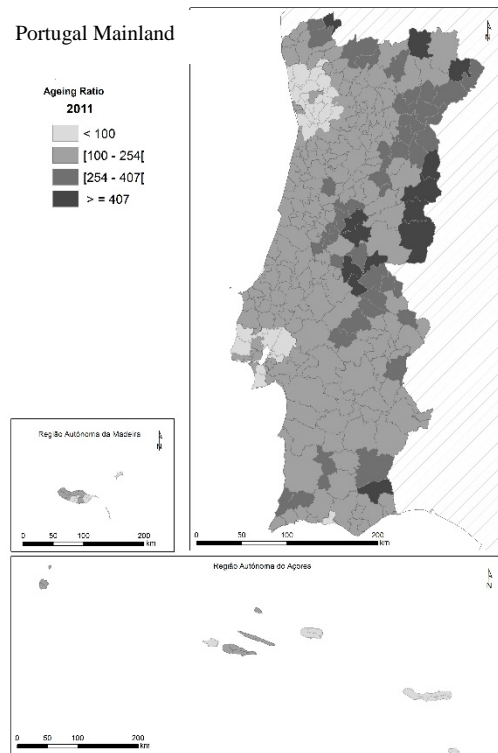 Portugal Mainland
N
Ageing Ratio
2011
< 100
[100 - 254[
[254 - 407[
> = 407
Região Autónoma da Madeira
N
0 50 100 200
km
0 50 100 200
km
Região Autónoma do Açores
N
0 50 100 200
km